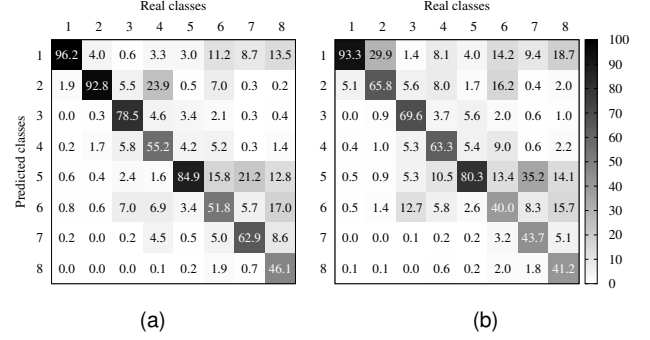 Real classes Real classes
1 2 3 4 5 6 7 8 1 2 3 4 5 6 7 8
Predicted classes
1 96.2 4.0 0.6 3.3 3.0 11.2 8.7 13.5 1 93.3 29.9 1.4 8.1 4.0 14.2 9.4 18.7 100
2 1.9 92.8 5.5 23.9 0.5 7.0 0.3 0.2 2 5.1 65.8 5.6 8.0 1.7 16.2 0.4 2.0 90
80
3 0.0 0.3 78.5 4.6 3.4 2.1 0.3 0.4 3 0.0 0.9 69.6 3.7 5.6 2.0 0.6 1.0 70
4 0.2 1.7 5.8 55.2 4.2 5.2 0.3 1.4 4 0.4 1.0 5.3 63.3 5.4 9.0 0.6 2.2 60
50
5 0.6 0.4 2.4 1.6 84.9 15.8 21.2 12.8 5 0.5 0.9 5.3 10.5 80.3 13.4 35.2 14.1 40
6 0.8 0.6 7.0 6.9 3.4 51.8 5.7 17.0 6 0.5 1.4 12.7 5.8 2.6 40.0 8.3 15.7 30
20
7 0.2 0.0 0.2 4.5 0.5 5.0 62.9 8.6 7 0.0 0.0 0.1 0.2 0.2 3.2 43.7 5.1 10
8 0.0 0.0 0.0 0.1 0.2 1.9 0.7 46.1 8 0.1 0.1 0.0 0.6 0.2 2.0 1.8 41.2 0
(a) (b)